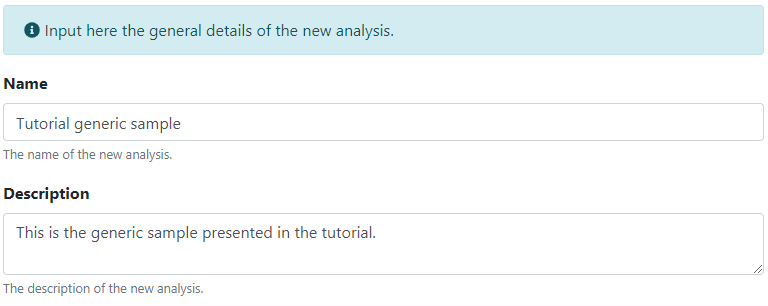 Input here the general details of the new analysis.
Name
Tutorial generic sample
The name of the new analysis.
Description
This is the generic sample presented in the tutorial.
The description of the new analysis.